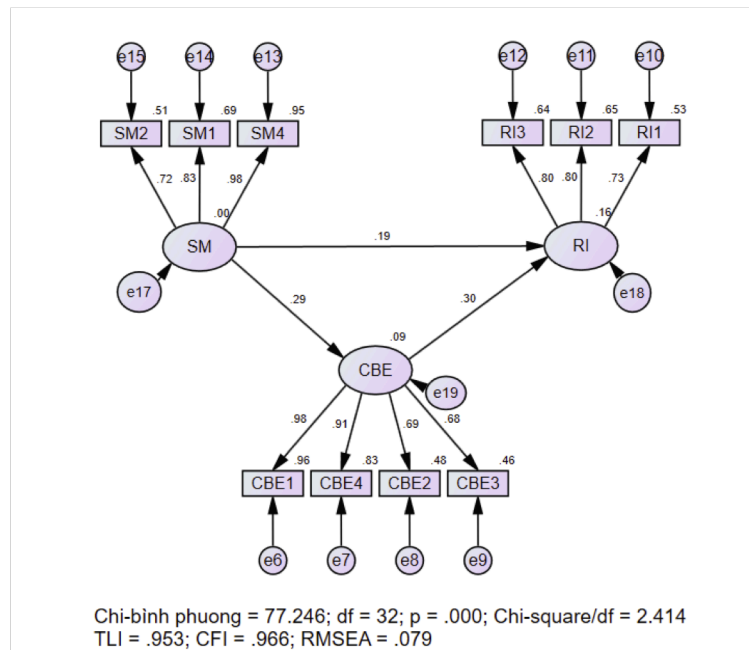 e15 e14 e13 e12 e11 e10
.51 .69 .95 .64 .65 .53
SM2 SM1 SM4 RI3 RI2 RI1
.72 .83 .98 .80 .80 .73
.00 .16
SM .19 RI
e17 e18
.29 .30
.09
CBE
e19
.98 .91 .69 .68
.96 .83 .48 .46
CBE1 CBE4 CBE2 CBE3
e6 e7 e8 e9
Chi-bình phuong = 77.246; df = 32; p = .000; Chi-square/df = 2.414
TLI = .953; CFI = .966; RMSEA = .079